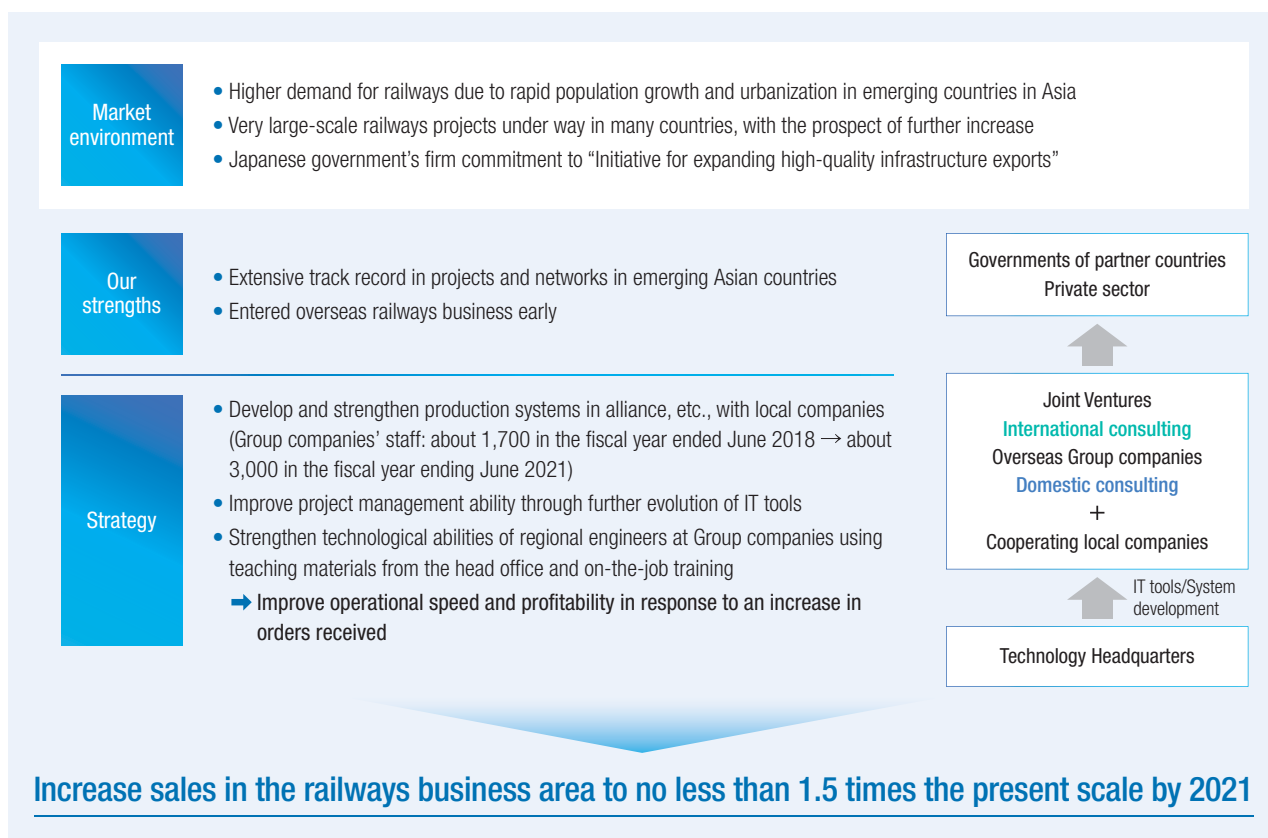 Market
environment
• Higher demand for railways due to rapid population growth and urbanization in emerging countries in Asia
• Very large-scale railways projects under way in many countries, with the prospect of further increase
• Japanese government’s firm commitment to “Initiative for expanding high-quality infrastructure exports”
Our
strengths
• Extensive track record in projects and networks in emerging Asian countries
• Entered overseas railways business early
Strategy
• Develop and strengthen production systems in alliance, etc., with local companies
(Group companies’ staff: about 1,700 in the fiscal year ended June 2018 → about
3,000 in the fiscal year ending June 2021)
• Improve project management ability through further evolution of IT tools
• Strengthen technological abilities of regional engineers at Group companies using
teaching materials from the head office and on-the-job training
➡ Improve operational speed and profitability in response to an increase in
orders received
Governments of partner countries
Private sector
Joint Ventures
International consulting
Overseas Group companies
Domestic consulting
+
Cooperating local companies
IT tools/System
development
Technology Headquarters
Increase sales in the railways business area to no less than 1.5 times the present scale by 2021